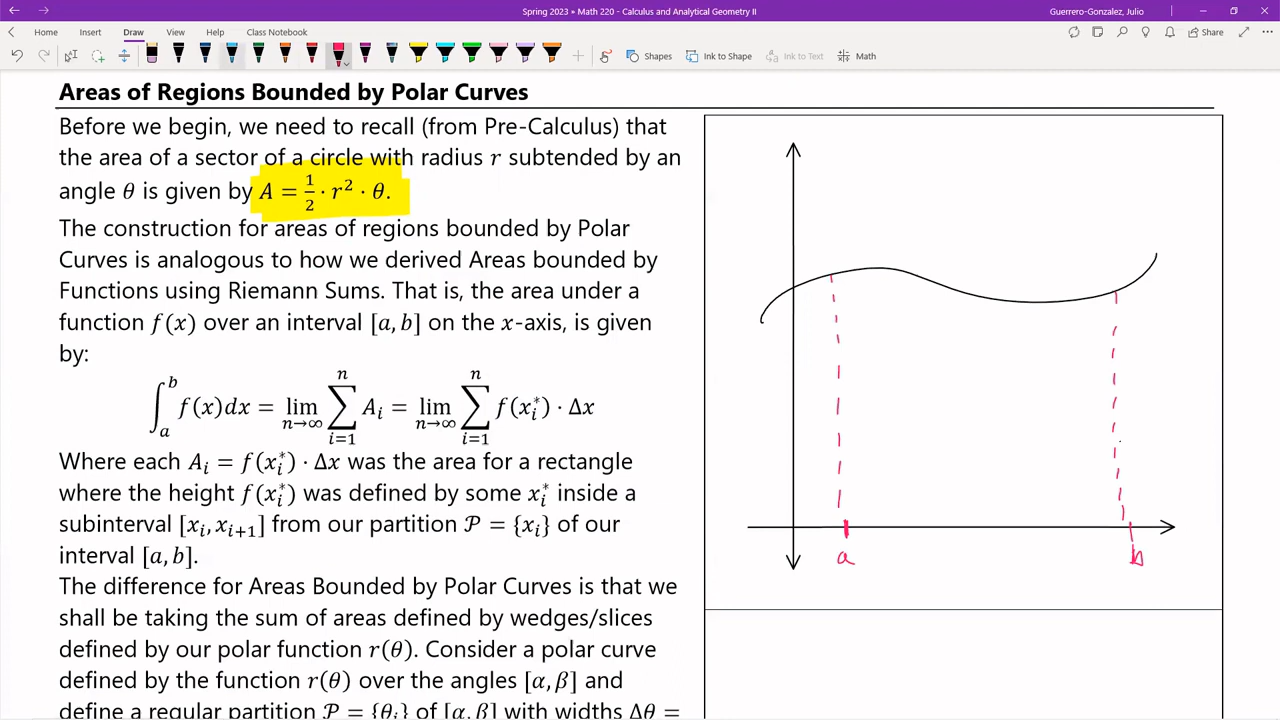 Spring 2023 » Math 220 - Calculus and Analytical Geometry II
Guerrero-Gonzalez, Julio
Home Insert Draw View Help Class Notebook
Share
Shapes Ink to Shape Ink to Text Math
Areas of Regions Bounded by Polar Curves
Before we begin, we need to recall (from Pre-Calculus) that
the area of a sector of a circle with radius r subtended by an
angle θ is given by A = 1/2 · r² · θ.
The construction for areas of regions bounded by Polar
Curves is analogous to how we derived Areas bounded by
Functions using Riemann Sums. That is, the area under a
function f(x) over an interval [a, b] on the x-axis, is given
by:
∫_a^b f(x)dx = lim_{n→∞} ∑_{i=1}^n A_i = lim_{n→∞} ∑_{i=1}^n f(x_i^*) · Δx
Where each A_i = f(x_i^*) · Δx was the area for a rectangle
where the height f(x_i^*) was defined by some x_i^* inside a
subinterval [x_i, x_{i+1}] from our partition 𝒫 = {x_i} of our
interval [a, b].
The difference for Areas Bounded by Polar Curves is that we
shall be taking the sum of areas defined by wedges/slices
defined by our polar function r(θ). Consider a polar curve
defined by the function r(θ) over the angles [α, β] and
define a regular partition 𝒫 = {θ_i} of [α, β] with widths Δθ =
a b